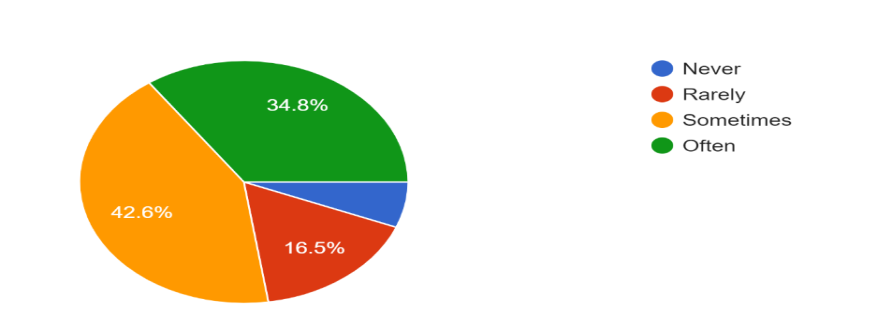 34.8%
42.6%
16.5%
Never
Rarely
Sometimes
Often